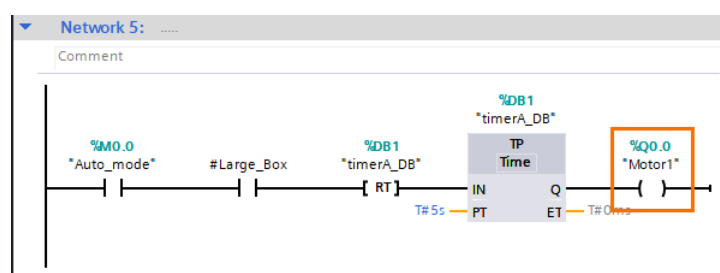 Network 5: .....
Comment
%DB1
"timerA_DB"
%M0.0
"Auto_mode"
#Large_Box
%DB1
"timerA_DB"
TP
Time
%Q0.0
"Motor1"
RT
IN
Q
T#5s
PT
ET
T#0ms